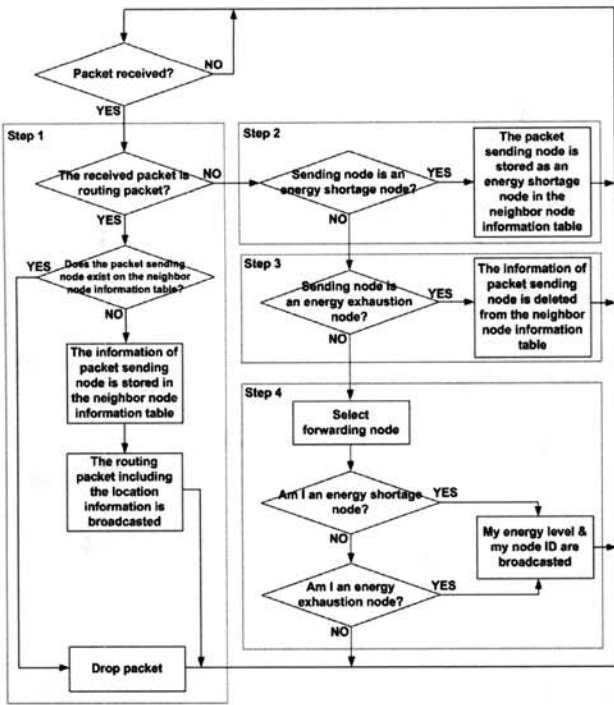 Packet received?
NO
YES
Step 1
The received packet is
routing packet?
NO
YES
Does the packet sending
node exist on the neighbor
node information table?
YES
NO
The information of
packet sending
node is stored in
the neighbor node
information table
The routing
packet including
the location
information is
broadcasted
Drop packet
Step 2
Sending node is an
energy shortage node?
YES
NO
The packet
sending node is
stored as an
energy shortage
node in the
neighbor node
information table
Step 3
Sending node is
an energy exhaustion
node?
YES
NO
The information of
packet sending
node is deleted
from the neighbor
node information
table
Step 4
Select
forwarding node
Am I an energy shortage
node?
YES
NO
Am I an energy
exhaustion node?
YES
NO
My energy level &
my node ID are
broadcasted